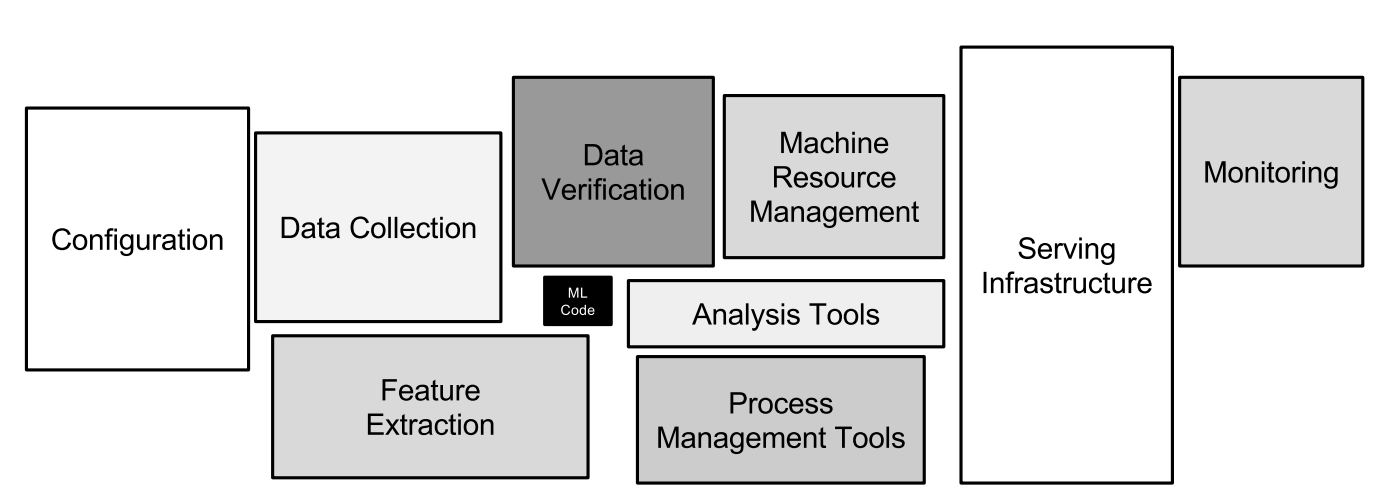 Configuration
Data Collection
Feature
Extraction
Data
Verification
ML
Code
Machine
Resource
Management
Analysis Tools
Process
Management Tools
Serving
Infrastructure
Monitoring